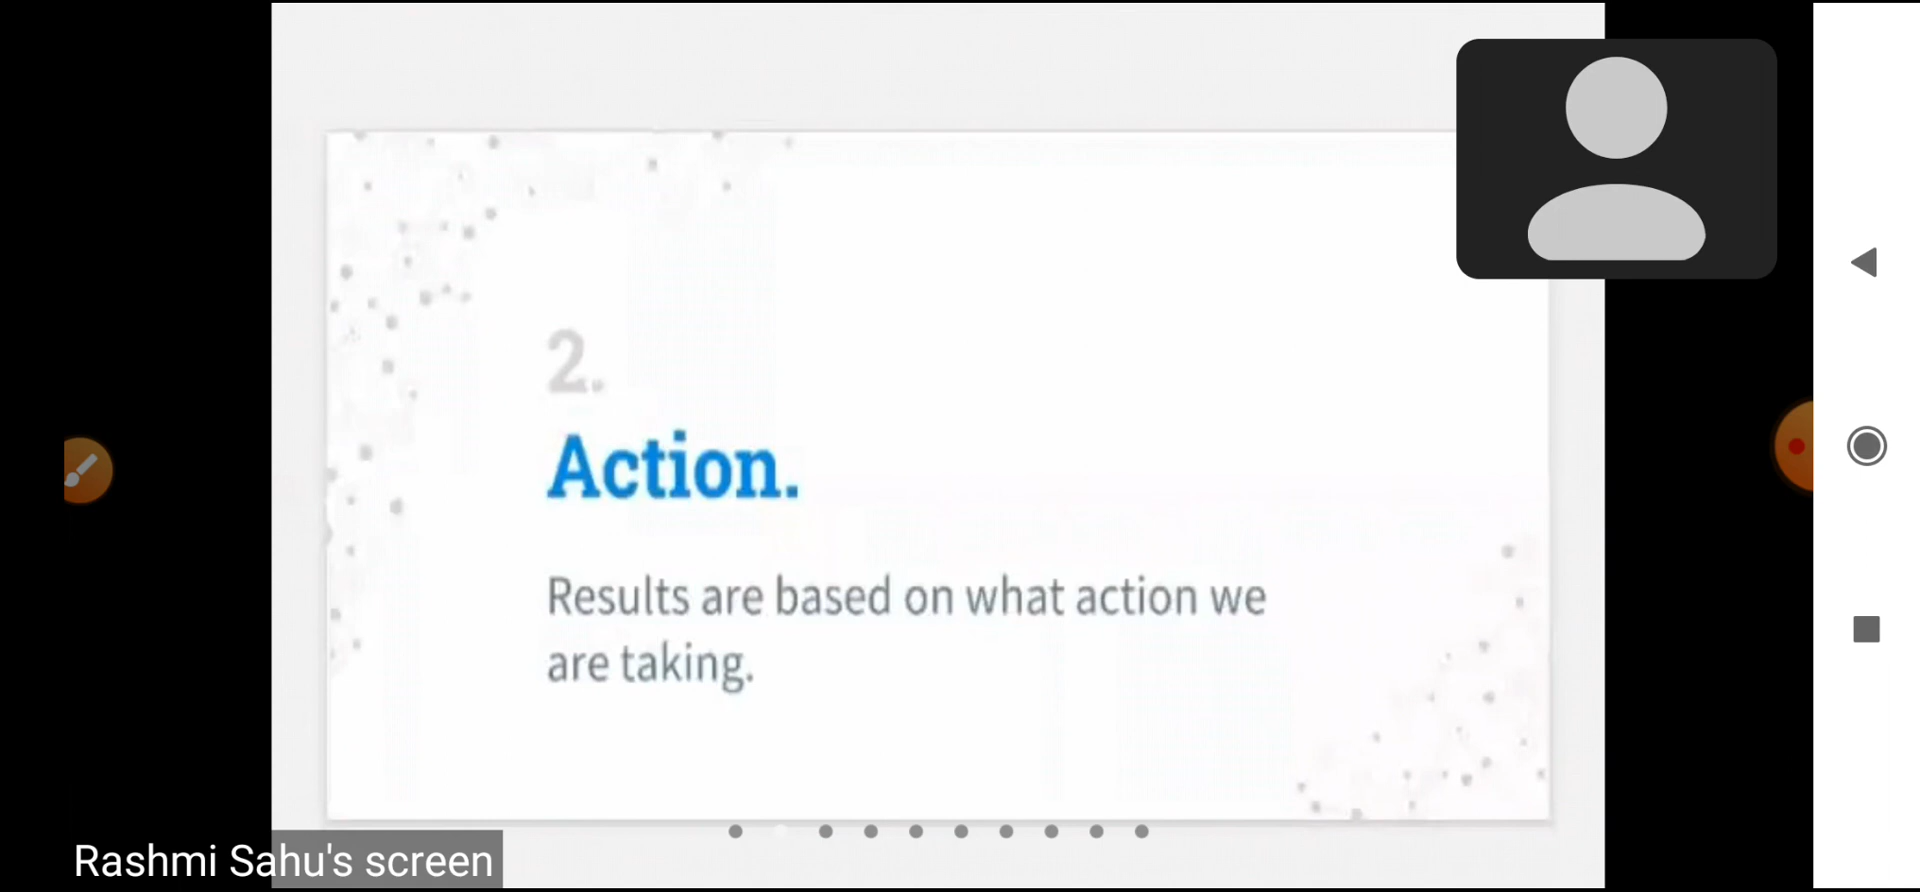 2.
Action.
Results are based on what action we
are taking.
Rashmi Sahu's screen